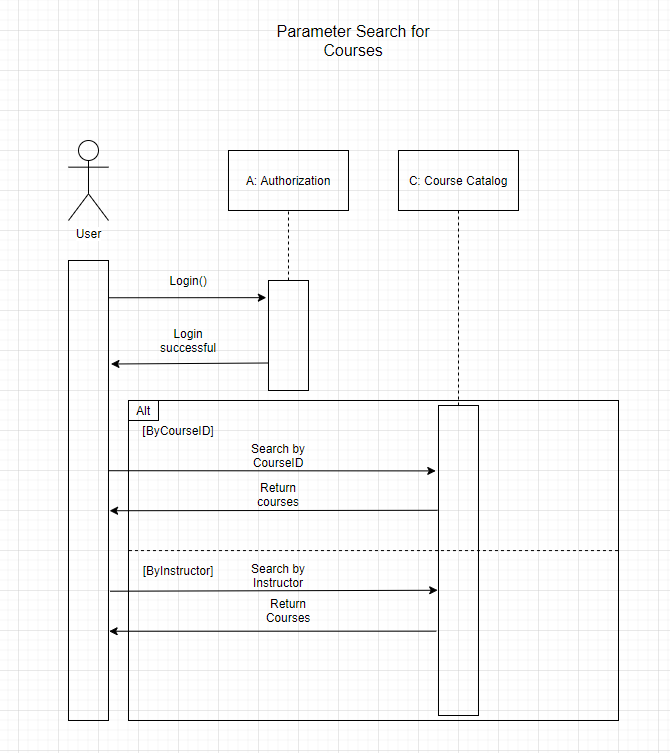 Parameter Search for
Courses
A: Authorization
C: Course Catalog
User
Login()
Login
successful
Alt
[ByCourseID]
Search by
CourseID
Return
courses
[ByInstructor]
Search by
Instructor
Return
Courses